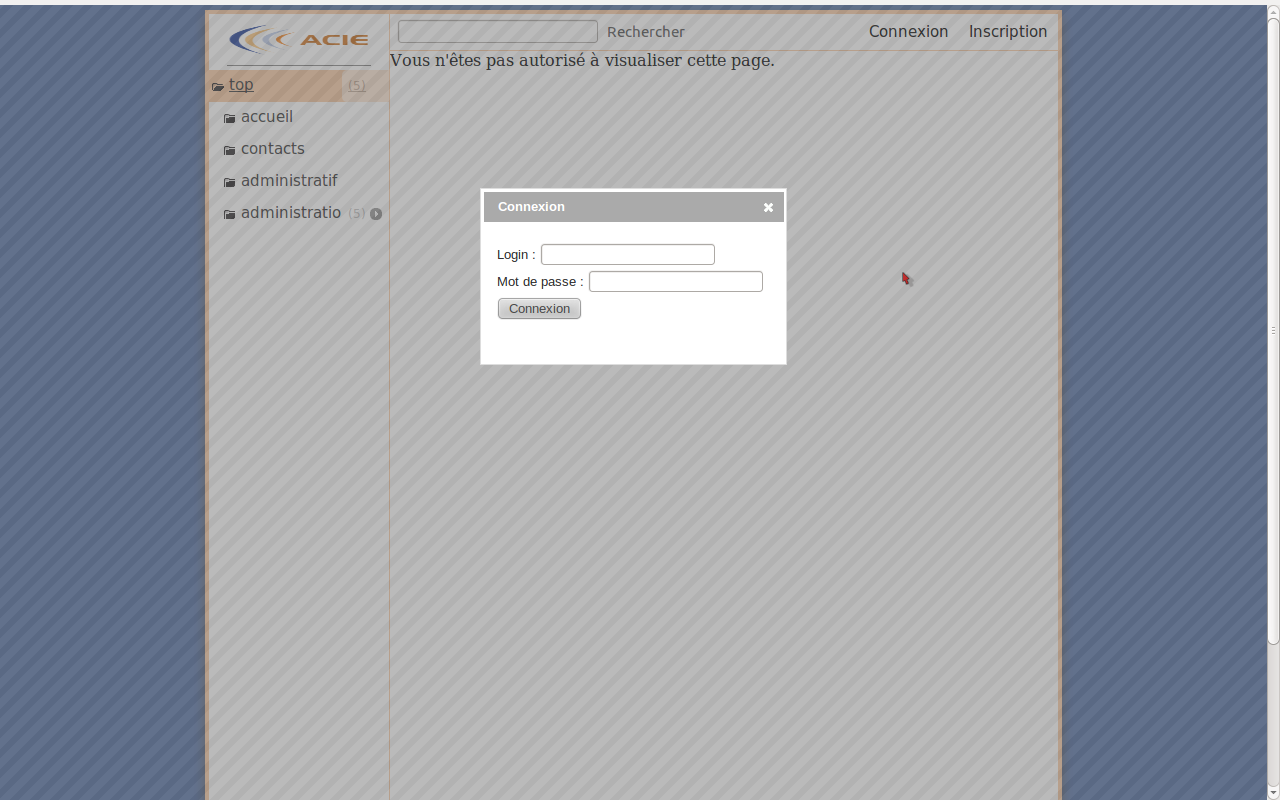 ACIE
Rechercher
Connexion Inscription
Vous n'êtes pas autorisé à visualiser cette page.
top (5)
accueil
contacts
administratif
administratio (5)
Connexion
Login :
Mot de passe :
Connexion